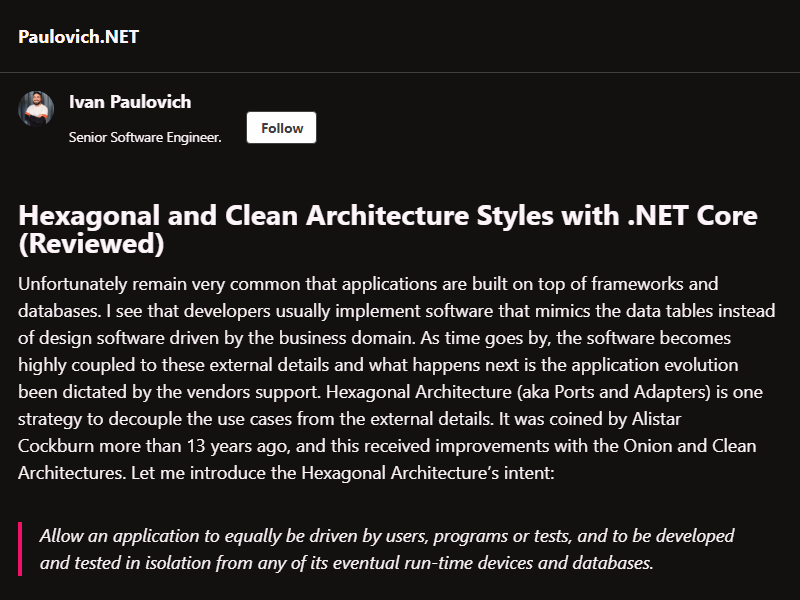 Paulovich.NET
Ivan Paulovich
Senior Software Engineer.
Follow
Hexagonal and Clean Architecture Styles with .NET Core
(Reviewed)
Unfortunately remain very common that applications are built on top of frameworks and
databases. I see that developers usually implement software that mimics the data tables instead
of design software driven by the business domain. As time goes by, the software becomes
highly coupled to these external details and what happens next is the application evolution
been dictated by the vendors support. Hexagonal Architecture (aka Ports and Adapters) is one
strategy to decouple the use cases from the external details. It was coined by Alistar
Cockburn more than 13 years ago, and this received improvements with the Onion and Clean
Architectures. Let me introduce the Hexagonal Architecture’s intent:
Allow an application to equally be driven by users, programs or tests, and to be developed
and tested in isolation from any of its eventual run-time devices and databases.